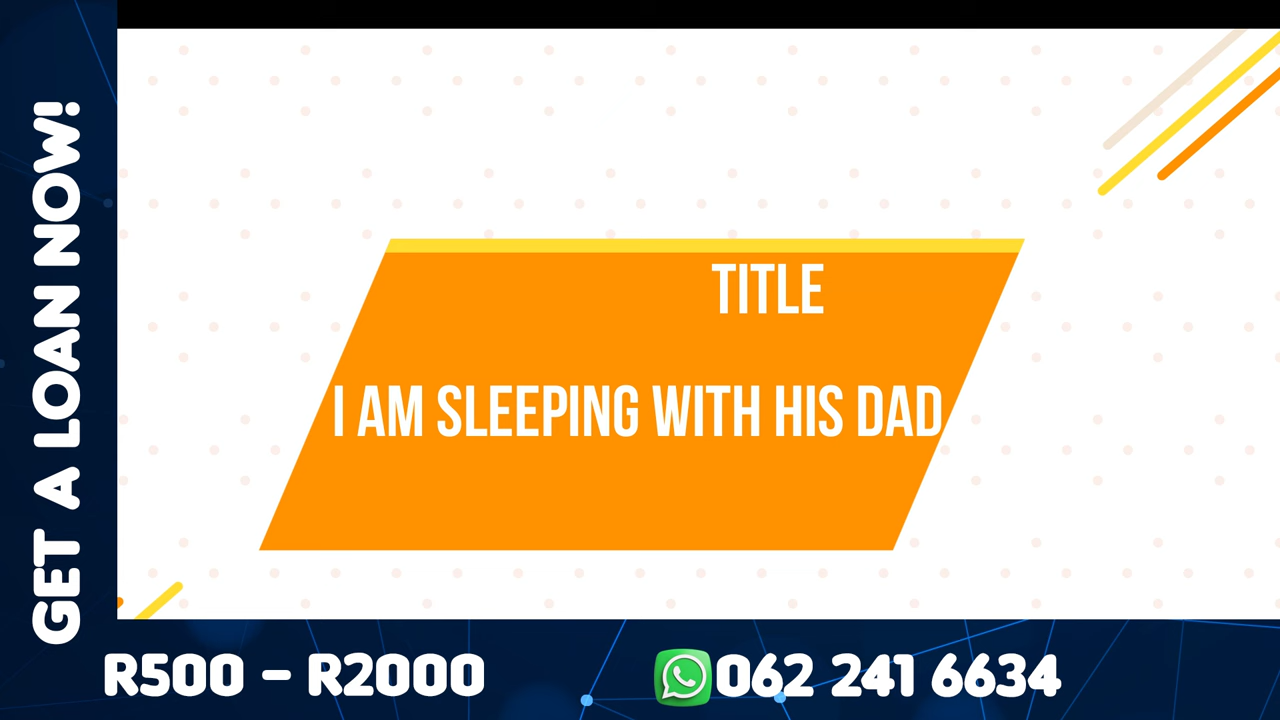 GET A LOAN NOW!
TITLE
I AM SLEEPING WITH HIS DAD
R500 - R2000
062 241 6634